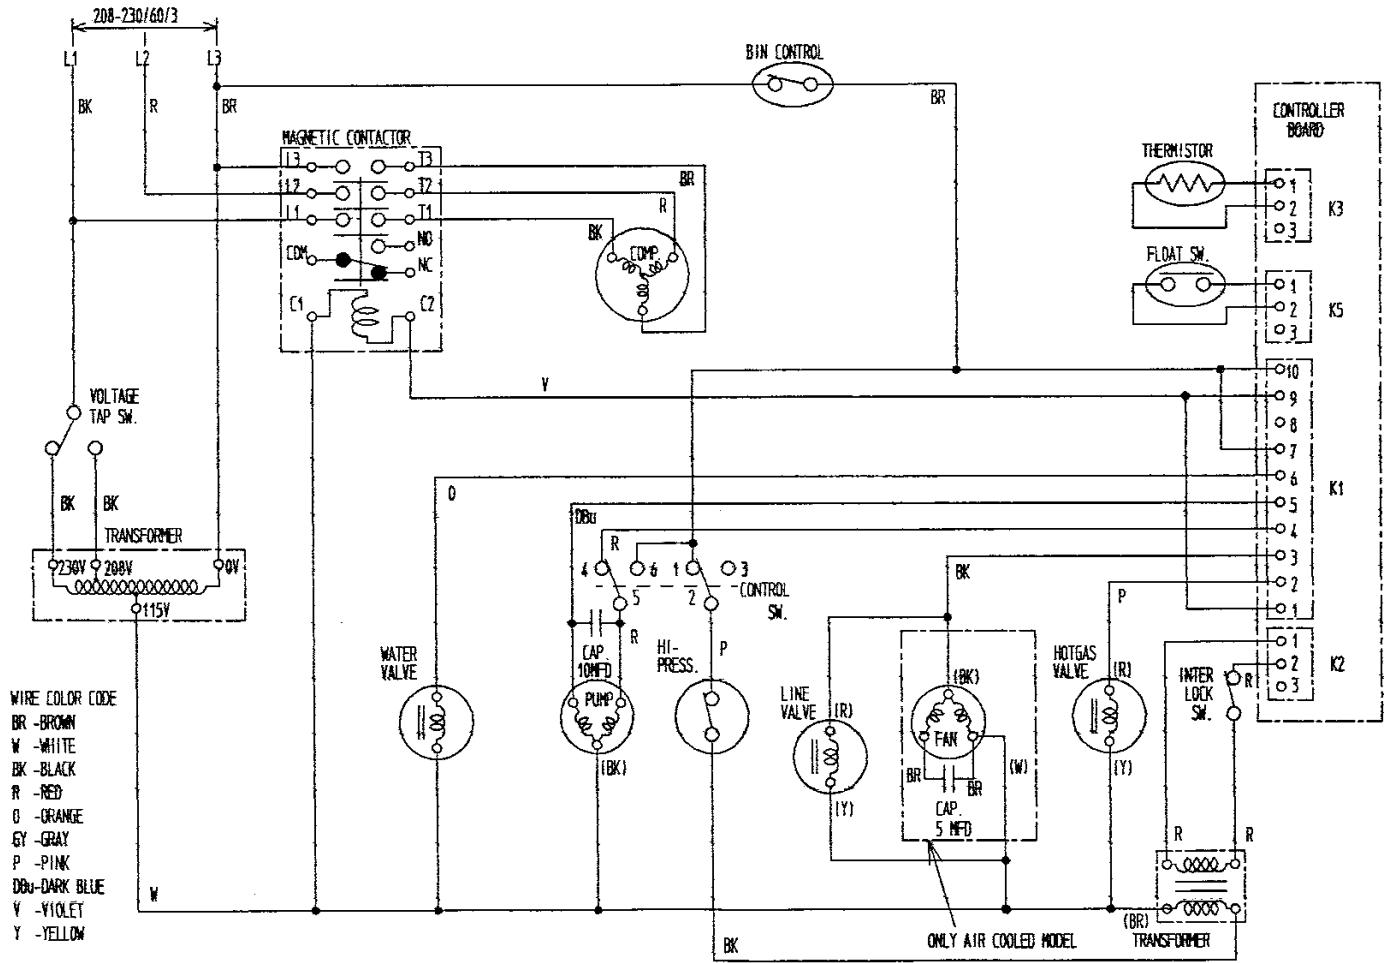 208-230/60/3
L1 L2 L3
BK R BR
BIN CONTROL
BR
MAGNETIC CONTACTOR
L3 T3
L2 T2
L1 T1
NO
COM NC
C1 C2
BR
R
BK
COMP.
CONTROLLER
BOARD
THERMISTOR
1
2
3
K3
FLOAT SW.
1
2
3
K5
V
10
9
8
7
6
5
4
3
2
1
K1
1
2
3
K2
VOLTAGE
TAP SW.
BK BK
TRANSFORMER
230V 208V 0V
115V
O
DBu
R
4 6 1 3
5 2
CONTROL
SW.
BK
P
R
P
CAP.
10MFD
HI-
PRESS.
WATER
VALVE
PUMP
(BK)
LINE
VALVE
(R)
(Y)
(BK)
FAN
BR BR
(W)
CAP.
5 MFD
HOTGAS
VALVE
(R)
(Y)
INTER
LOCK
SW.
R
R R
(BR)
TRANSFORMER
W
BK
ONLY AIR COOLED MODEL
WIRE COLOR CODE
BR -BROWN
W -WHITE
BK -BLACK
R -RED
O -ORANGE
GY -GRAY
P -PINK
DBu-DARK BLUE
V -VIOLET
Y -YELLOW